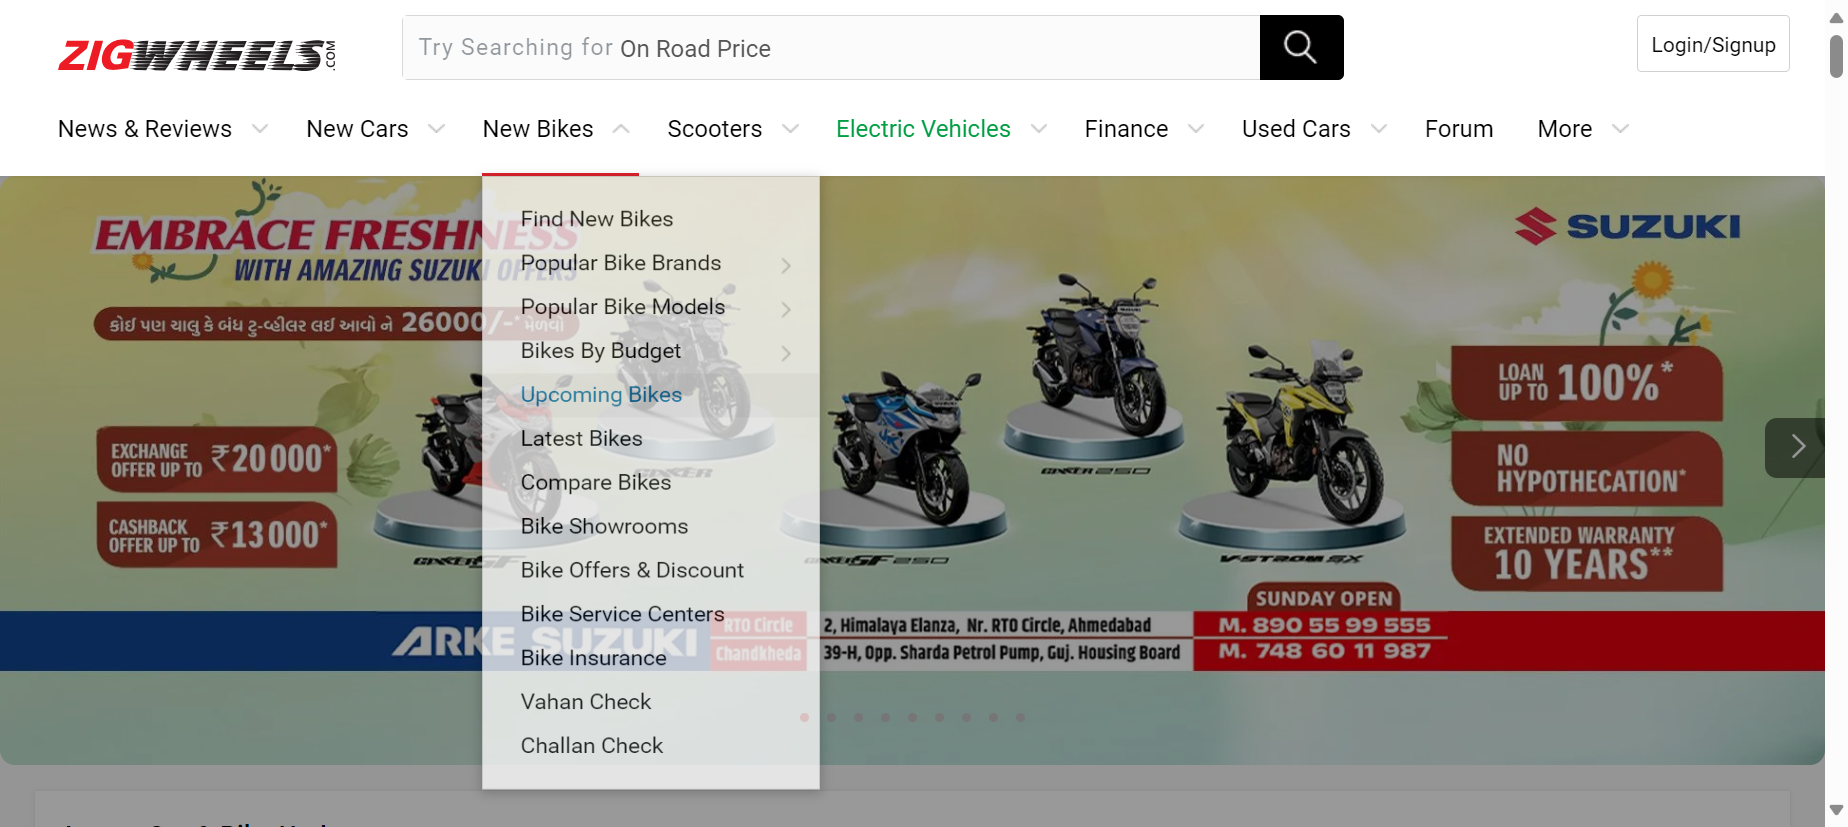 ZIGWHEELS.COM
Try Searching for On Road Price
Login/Signup
News & Reviews
New Cars
New Bikes
Scooters
Electric Vehicles
Finance
Used Cars
Forum
More
Find New Bikes
Popular Bike Brands
Popular Bike Models
Bikes By Budget
Upcoming Bikes
Latest Bikes
Compare Bikes
Bike Showrooms
Bike Offers & Discount
Bike Service Centers
Bike Insurance
Vahan Check
Challan Check
EMBRACE FRESHNESS
WITH AMAZING SUZUKI OFFERS
કોઈ પણ ચાલુ કે બંધ ટુ-વ્હીલર લઈ આવો ને 26000/-* મેળવો
EXCHANGE
OFFER UP TO ₹20000*
CASHBACK
OFFER UP TO ₹13000*
SUZUKI
SUZUKI
LOAN
UP TO 100%*
NO
HYPOTHECATION*
EXTENDED WARRANTY
10 YEARS**
GIXXER
GIXXER 250
GIXXER SF
GIXXER SF 250
V-STROM SX
SUNDAY OPEN
ARKE SUZUKI
RTO Circle
2, Himalaya Elanza, Nr. RTO Circle, Ahmedabad
M. 890 55 99 555
Chandkheda
39-H, Opp. Sharda Petrol Pump, Guj. Housing Board
M. 748 60 11 987